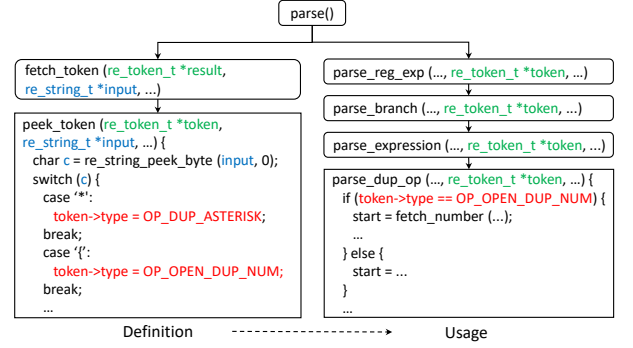 parse()
fetch_token (re_token_t *result,
re_string_t *input, ...)
peek_token (re_token_t *token,
re_string_t *input, …) {
char c = re_string_peek_byte (input, 0);
switch (c) {
case '*':
token->type = OP_DUP_ASTERISK;
break;
case ‘{’:
token->type = OP_OPEN_DUP_NUM;
break;
…
Definition
parse_reg_exp (…, re_token_t *token, …)
parse_branch (…, re_token_t *token, …)
parse_expression (…, re_token_t *token, …)
parse_dup_op (…, re_token_t *token, …) {
if (token->type == OP_OPEN_DUP_NUM) {
start = fetch_number (...);
…
} else {
start = ...
}
…
Usage